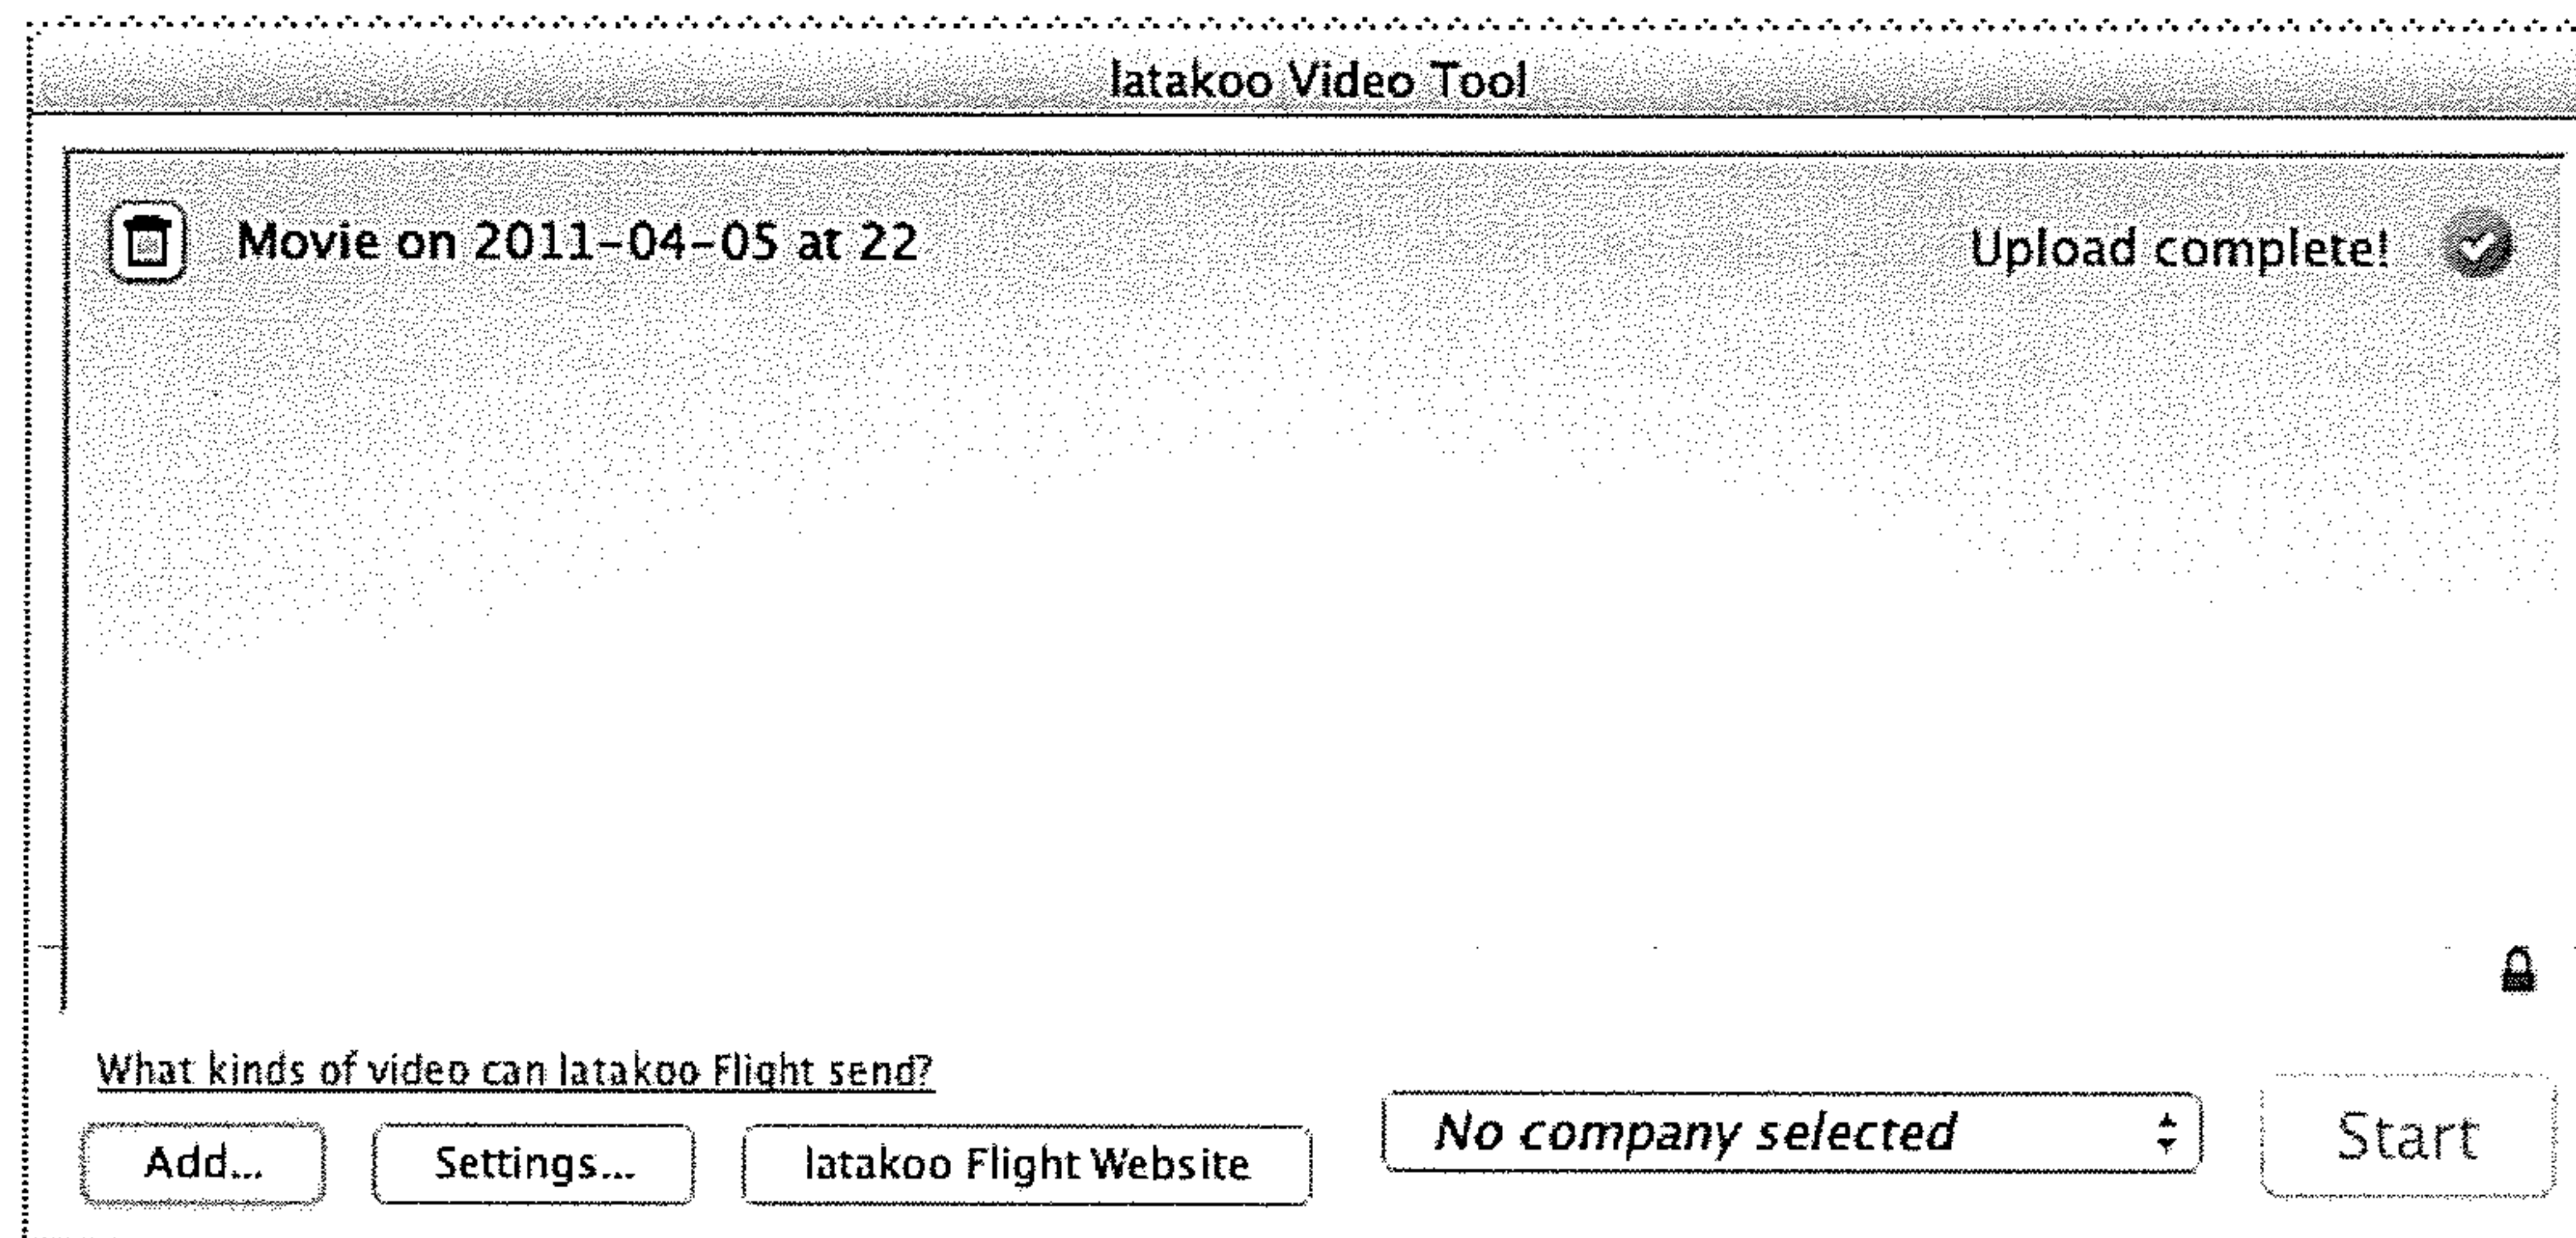 latakoo Video Tool
Movie on 2011-04-05 at 22
Upload complete!
What kinds of video can latakoo Flight send?
Add...
Settings...
latakoo Flight Website
No company selected
Start